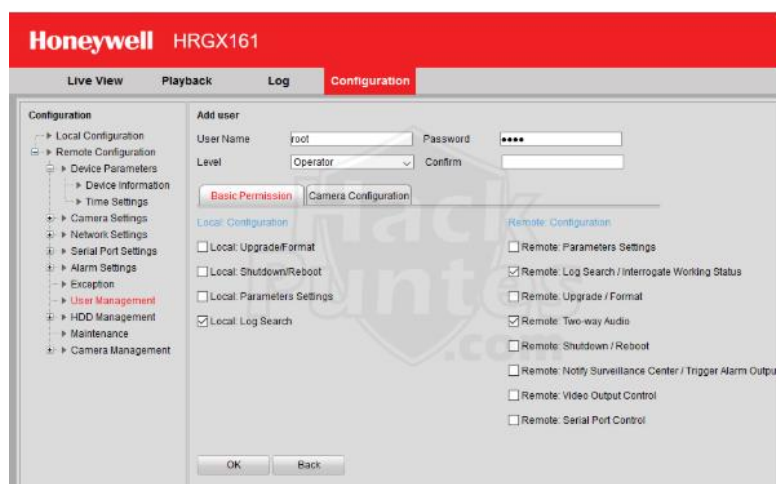 Honeywell HRGX161
Live View Playback Log Configuration
Configuration
Local Configuration
Remote Configuration
Device Parameters
Device Information
Time Settings
Camera Settings
Network Settings
Serial Port Settings
Alarm Settings
Exception
User Management
HDD Management
Maintenance
Camera Management
Add user
User Name root Password ••••
Level Operator Confirm
Basic Permission Camera Configuration
Local: Configuration Remote: Configuration
Local: Upgrade/Format Remote: Parameters Settings
Local: Shutdown/Reboot Remote: Log Search / Interrogate Working Status
Local: Parameters Settings Remote: Upgrade / Format
Local: Log Search Remote: Two-way Audio
Remote: Shutdown / Reboot
Remote: Notify Surveillance Center / Trigger Alarm Outpu
Remote: Video Output Control
Remote: Serial Port Control
OK Back
Hack
Puntes
.com